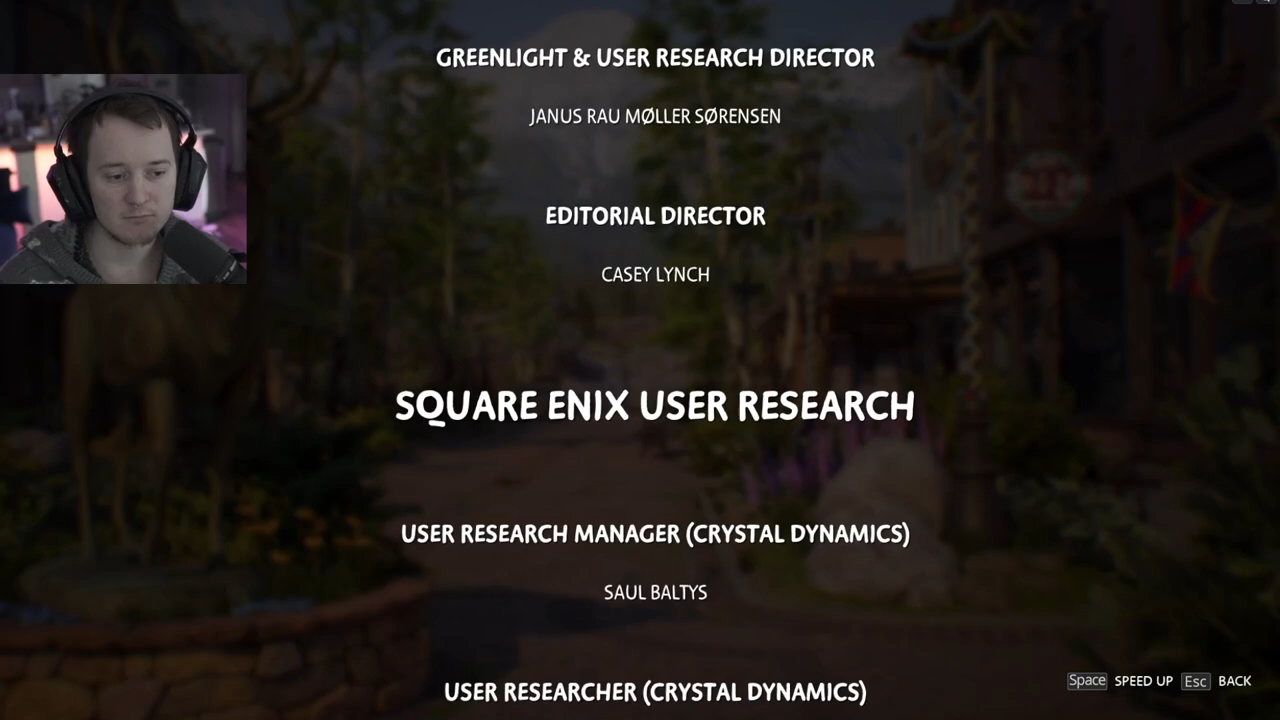 GREENLIGHT & USER RESEARCH DIRECTOR
JANUS RAU MØLLER SØRENSEN
EDITORIAL DIRECTOR
CASEY LYNCH
SQUARE ENIX USER RESEARCH
USER RESEARCH MANAGER (CRYSTAL DYNAMICS)
SAUL BALTYS
Space SPEED UP Esc BACK
USER RESEARCHER (CRYSTAL DYNAMICS)